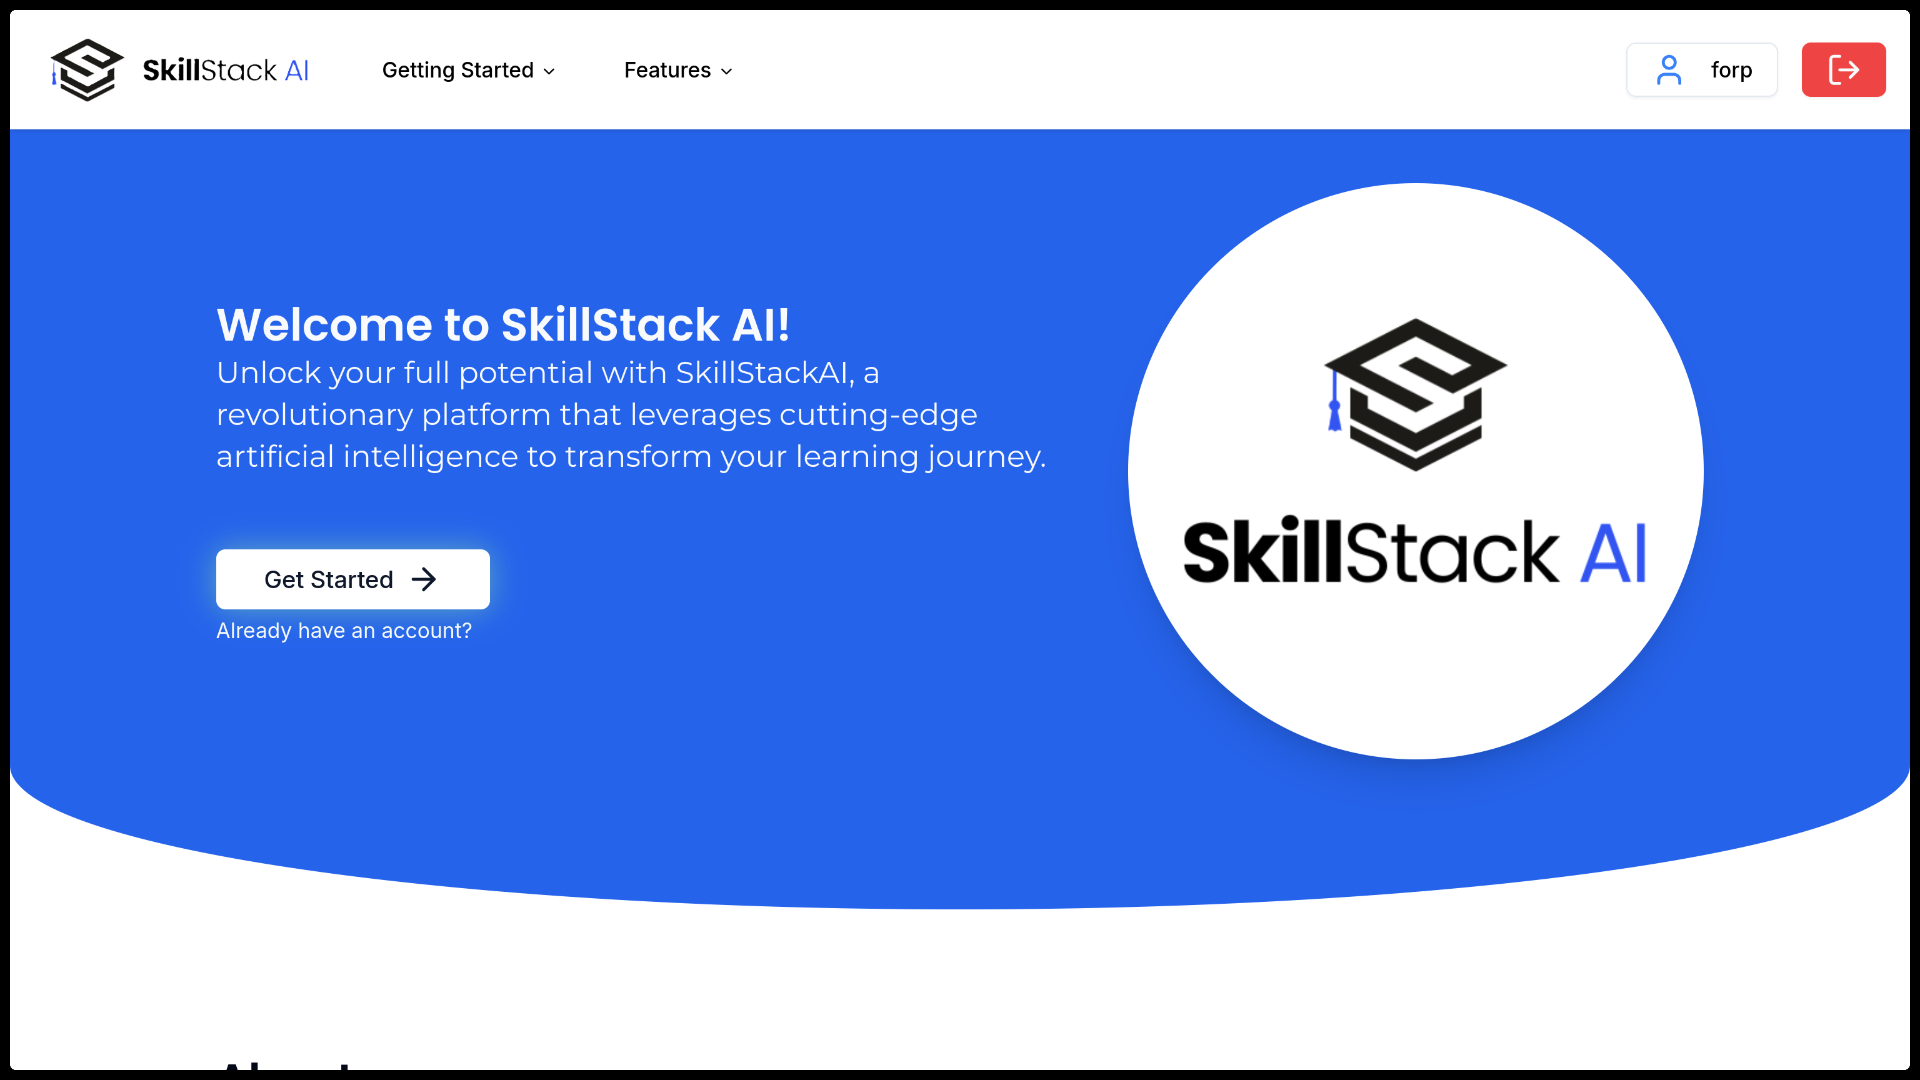 SkillStack AI
Getting Started
Features
forp
Welcome to SkillStack AI!
Unlock your full potential with SkillStackAI, a
revolutionary platform that leverages cutting-edge
artificial intelligence to transform your learning journey.
Get Started
Already have an account?
SkillStack AI